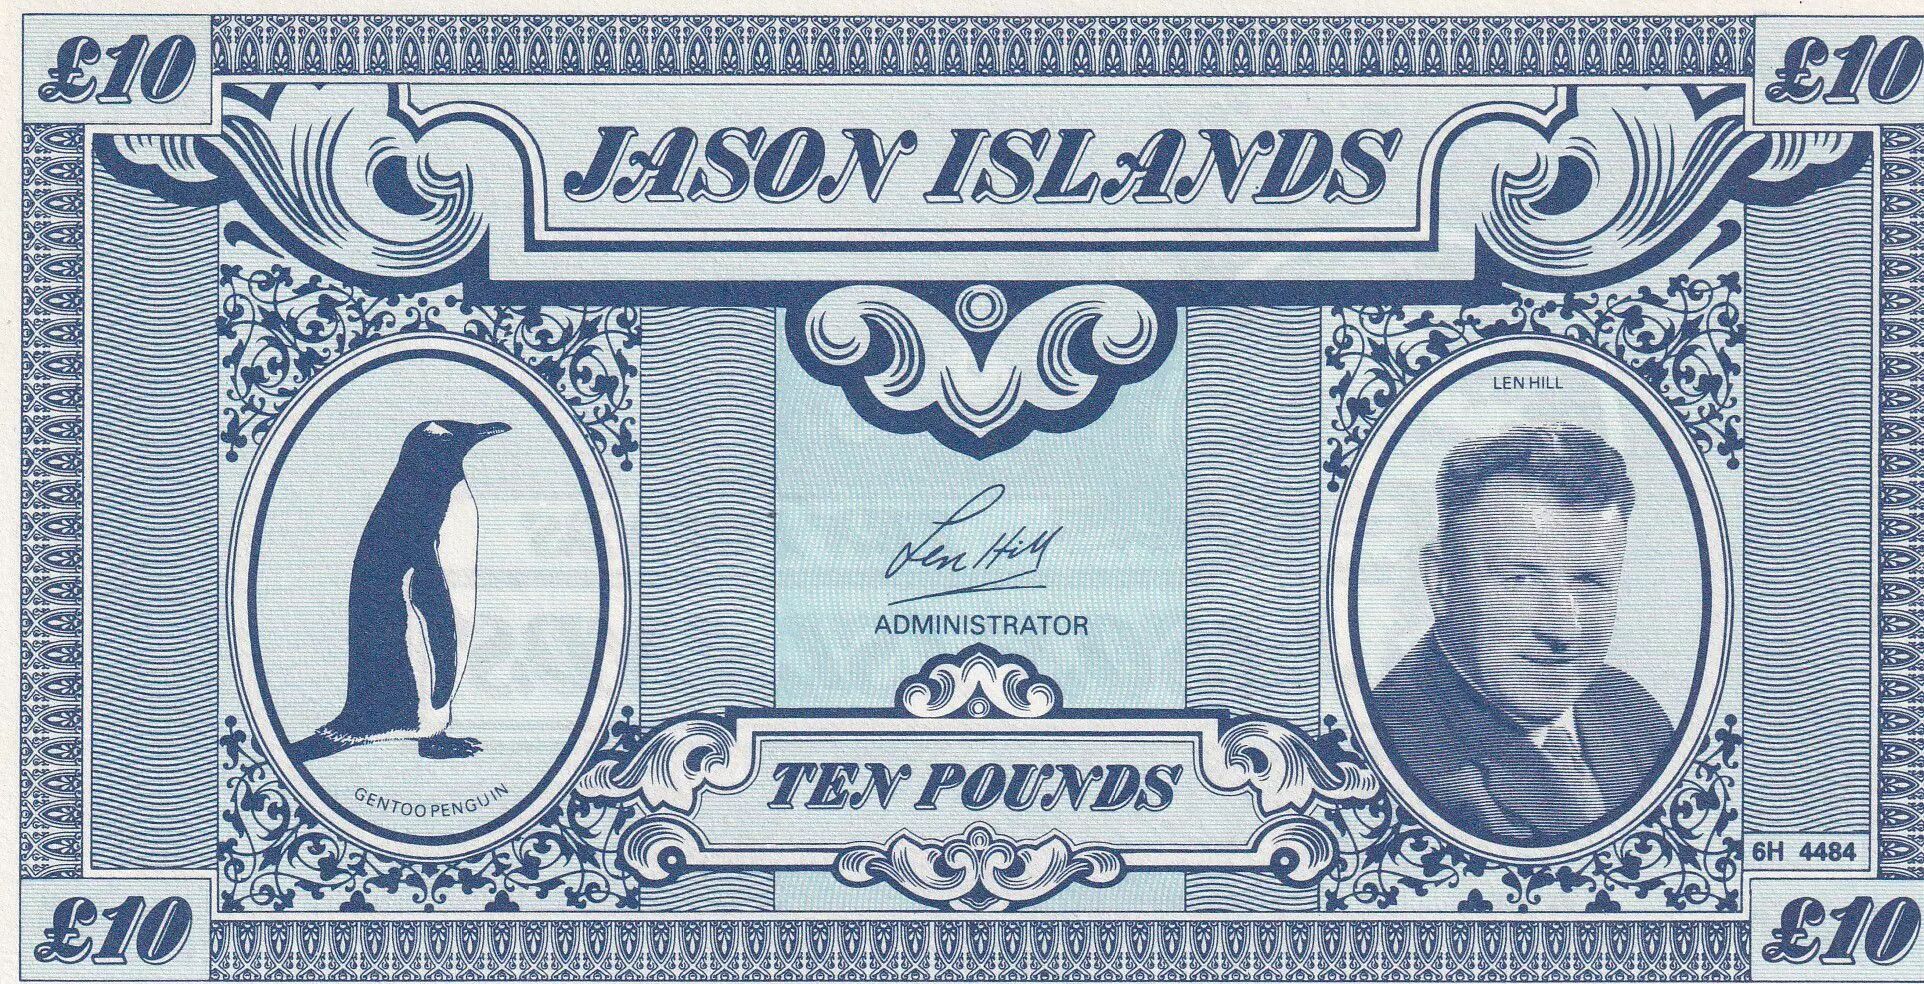 £10
£10
JASON ISLANDS
LEN HILL
Len Hill
ADMINISTRATOR
GENTOO PENGUIN
TEN POUNDS
6H 4484
£10
£10